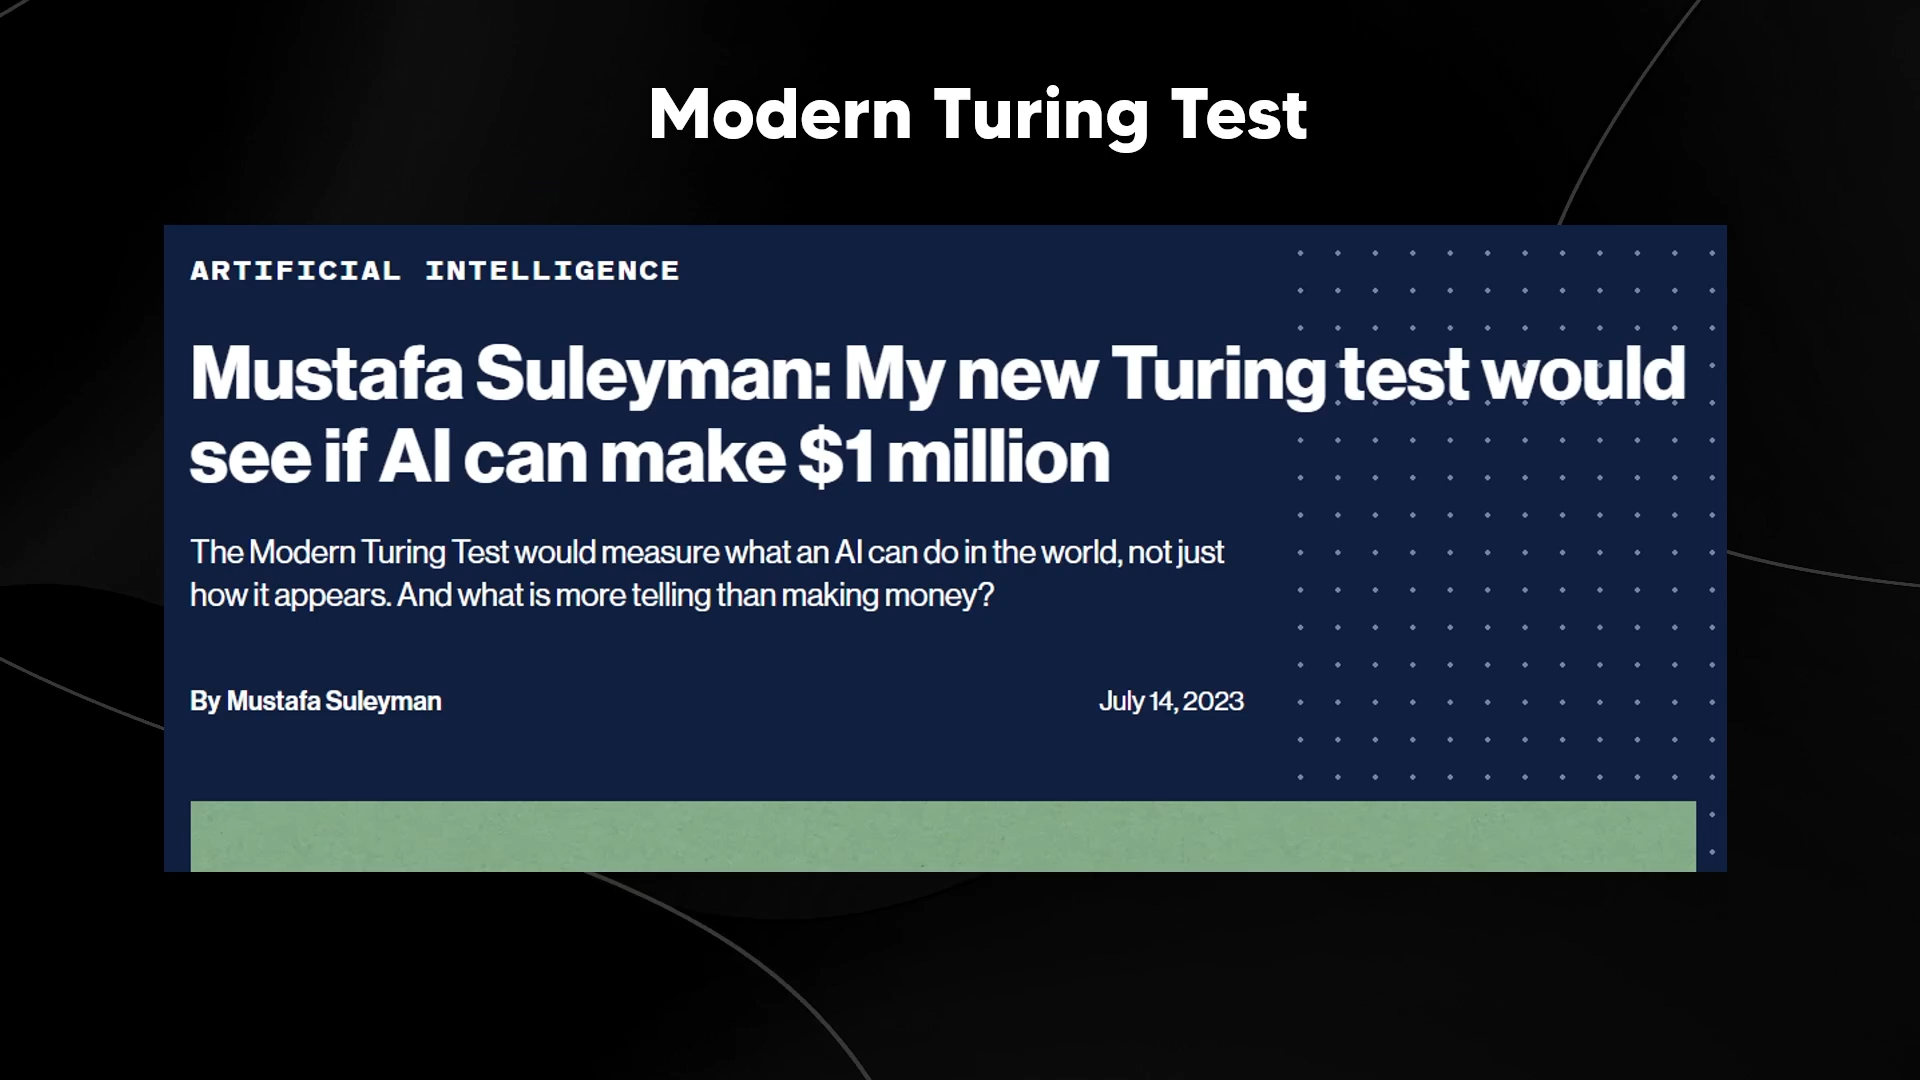 Modern Turing Test
ARTIFICIAL INTELLIGENCE
Mustafa Suleyman: My new Turing test would
see if AI can make $1 million
The Modern Turing Test would measure what an AI can do in the world, not just
how it appears. And what is more telling than making money?
By Mustafa Suleyman
July 14, 2023